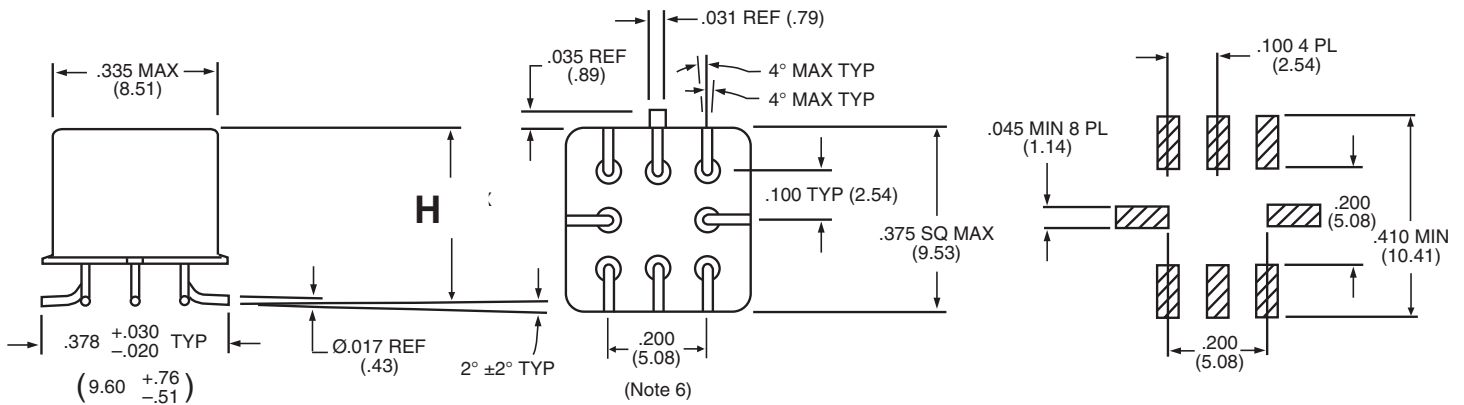 .335 MAX
(8.51)
H
.378 +.030 –.020 TYP
(9.60 +.76 –.51)
Ø.017 REF
(.43)
2° ±2° TYP
.031 REF (.79)
.035 REF
(.89)
4° MAX TYP
4° MAX TYP
.100 TYP (2.54)
.375 SQ MAX
(9.53)
.200
(5.08)
(Note 6)
.100 4 PL
(2.54)
.045 MIN 8 PL
(1.14)
.200
(5.08)
.410 MIN
(10.41)
.200
(5.08)